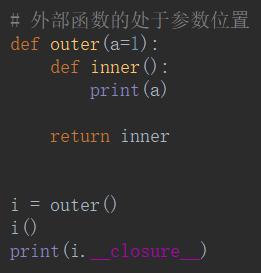 # 外部函数的处于参数位置
def outer(a=1):
    def inner():
        print(a)
    return inner
i = outer()
i()
print(i.__closure__)